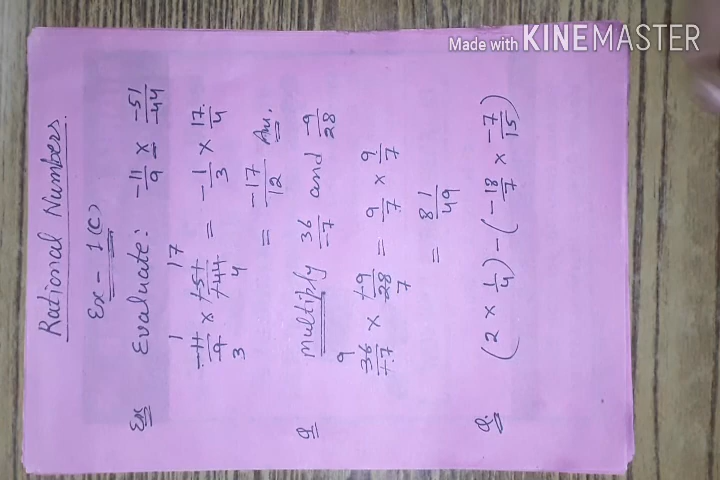 Made with KINEMASTER
Rational Numbers.
Ex - 1(c)
Ex Evaluate: -11/9 × -51/-44
-11/9 × -51/-44 = -1/3 × 17/4
1 17
3 4
= -17/12 Ans.
Q Multiply 36/-7 and -9/28
36/-7 × -9/28 = 9/7 × 9/7
9
7
= 81/49
Q. (2 × 1/4) - (-18/7 × -7/15)